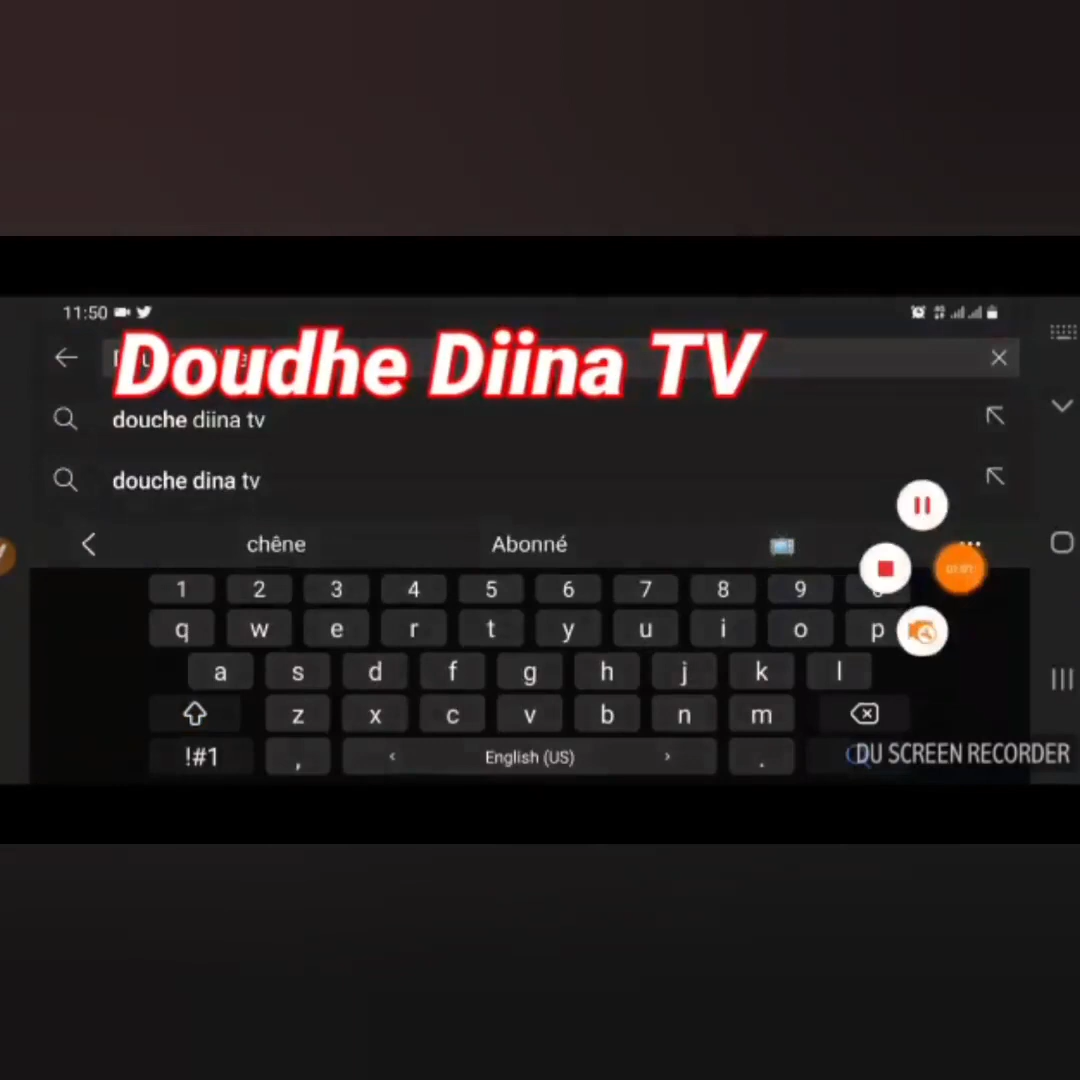 11:50
Doudhe Diina TV
douche diina tv
douche dina tv
chêne Abonné
1 2 3 4 5 6 7 8 9
q w e r t y u i o p
a s d f g h j k l
z x c v b n m
!#1 , < English (US) > .
DU SCREEN RECORDER